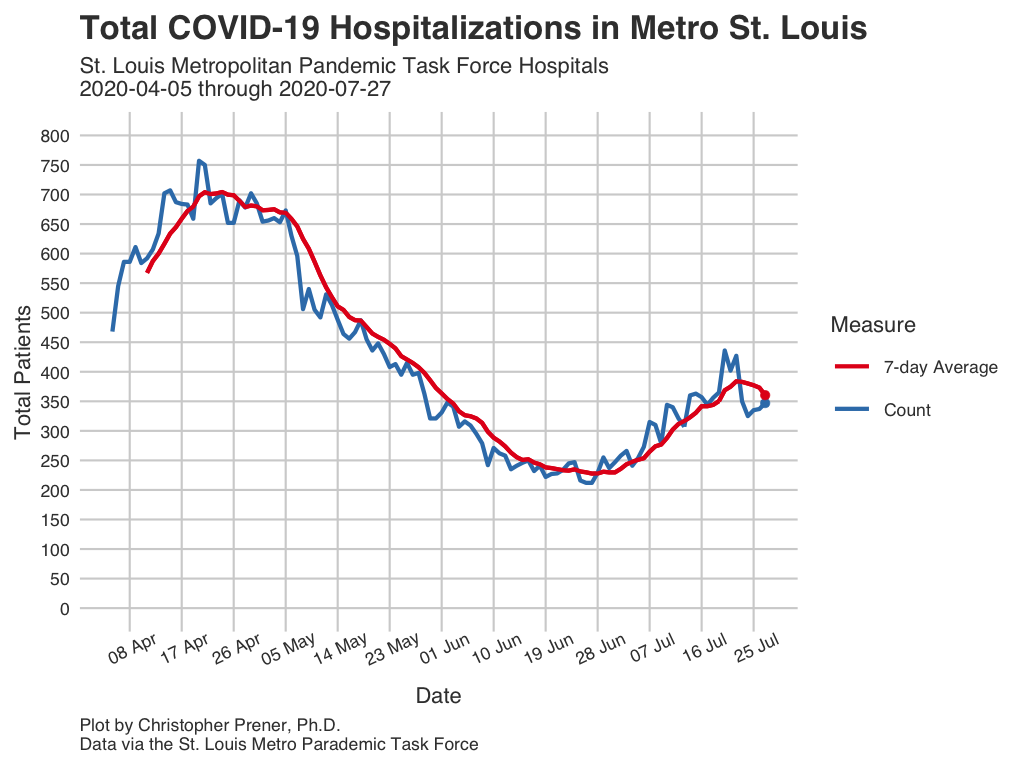 Total COVID-19 Hospitalizations in Metro St. Louis
St. Louis Metropolitan Pandemic Task Force Hospitals
2020-04-05 through 2020-07-27
800
750
700
650
600
550
500
450
400
350
300
250
200
150
100
50
0
Total Patients
08 Apr
17 Apr
26 Apr
05 May
14 May
23 May
01 Jun
10 Jun
19 Jun
28 Jun
07 Jul
16 Jul
25 Jul
Date
Measure
7-day Average
Count
Plot by Christopher Prener, Ph.D.
Data via the St. Louis Metro Parademic Task Force